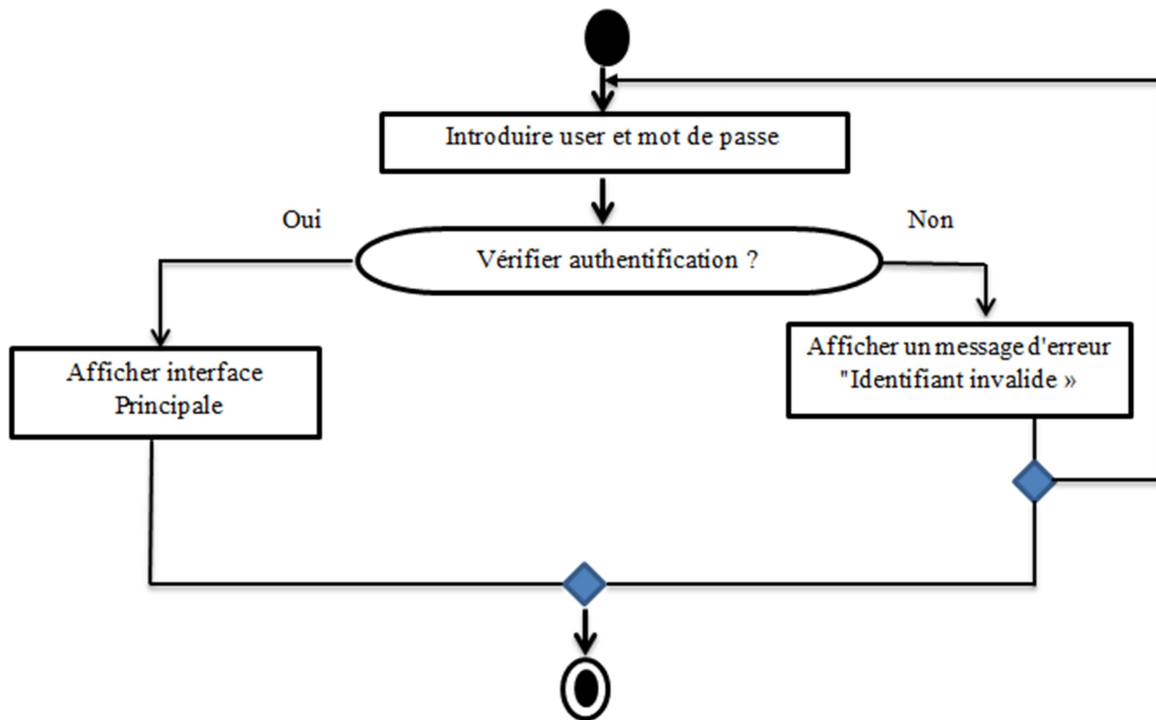 Introduire user et mot de passe
Oui
Non
Vérifier authentification ?
Afficher interface
Principale
Afficher un message d'erreur
"Identifiant invalide »